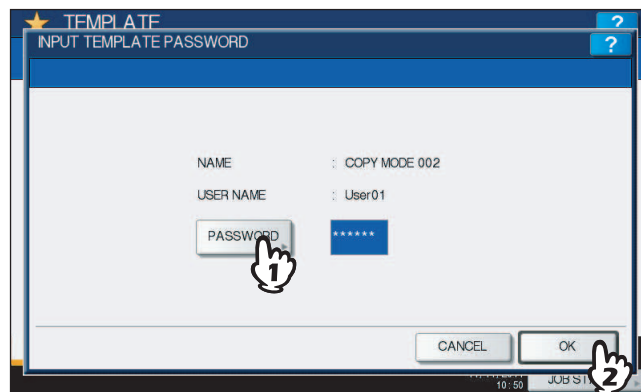 TEMPLATE
?
INPUT TEMPLATE PASSWORD
?
NAME : COPY MODE 002
USER NAME : User01
PASSWORD ******
1
CANCEL OK
2
10:50 JOB ST